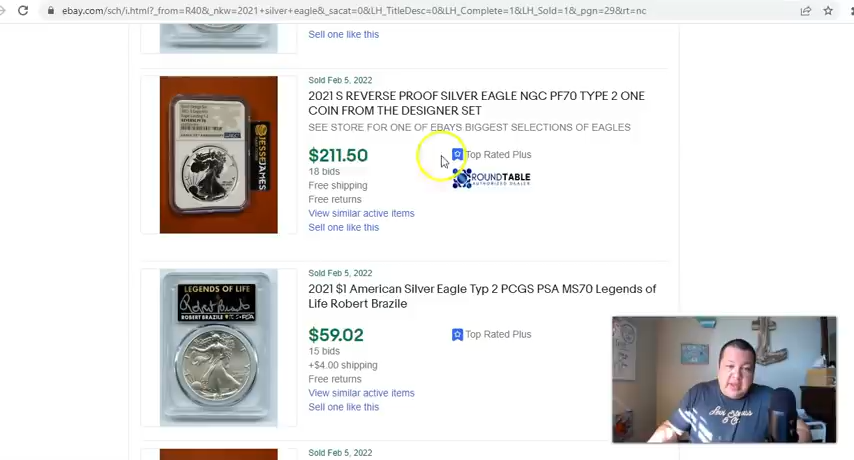 ebay.com/sch/i.html?_from=R40&_nkw=2021+silver+eagle&_sacat=0&LH_TitleDesc=0&LH_Complete=1&LH_Sold=1&_pgn=29&rt=nc
Sell one like this
Sold Feb 5, 2022
2021 S REVERSE PROOF SILVER EAGLE NGC PF70 TYPE 2 ONE
COIN FROM THE DESIGNER SET
SEE STORE FOR ONE OF EBAYS BIGGEST SELECTIONS OF EAGLES
$211.50
Top Rated Plus
18 bids
ROUNDTABLE
AUTHORIZED DEALER
Free shipping
Free returns
View similar active items
Sell one like this
JESSE JAMES
Sold Feb 5, 2022
2021 $1 American Silver Eagle Typ 2 PCGS PSA MS70 Legends of
Life Robert Brazile
LEGENDS OF LIFE
ROBERT BRAZILE
$59.02
Top Rated Plus
15 bids
+$4.00 shipping
Free returns
View similar active items
Sell one like this